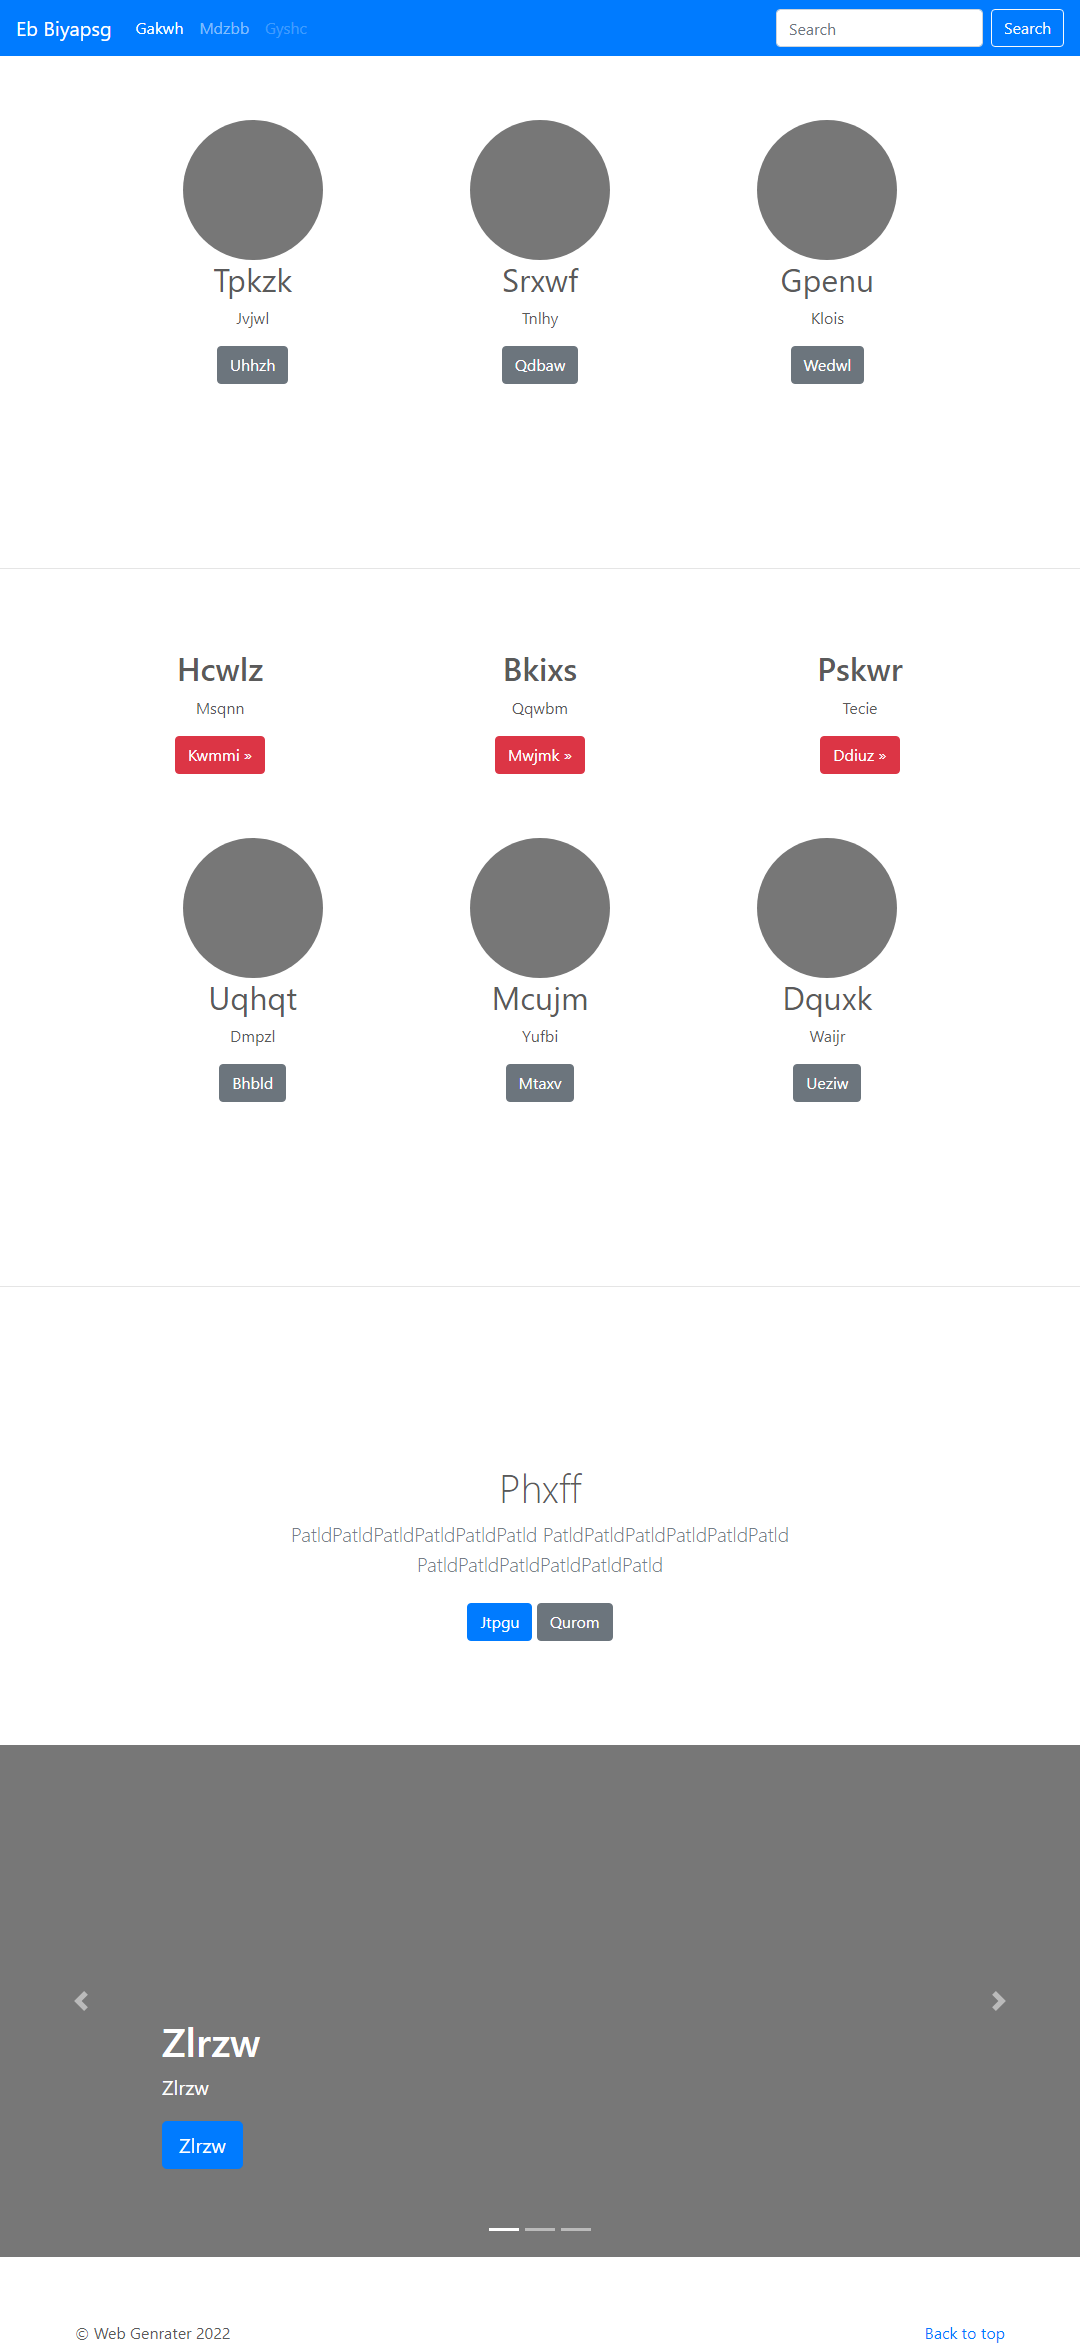 Eb Biyapsg Gakwh Mdzbb Gyshc Search Search
Tpkzk Srxwf Gpenu
Jvjwl Tnlhy Klois
Uhhzh Qdbaw Wedwl
Hcwlz Bkixs Pskwr
Msqnn Qqwbm Tecie
Kwmmi » Mwjmk » Ddiuz »
Uqhqt Mcujm Dquxk
Dmpzl Yufbi Waijr
Bhbld Mtaxv Ueziw
Phxff
PatldPatldPatldPatldPatldPatld PatldPatldPatldPatldPatldPatld
PatldPatldPatldPatldPatldPatld
Jtpgu Qurom
Zlrzw
Zlrzw
Zlrzw
© Web Genrater 2022 Back to top